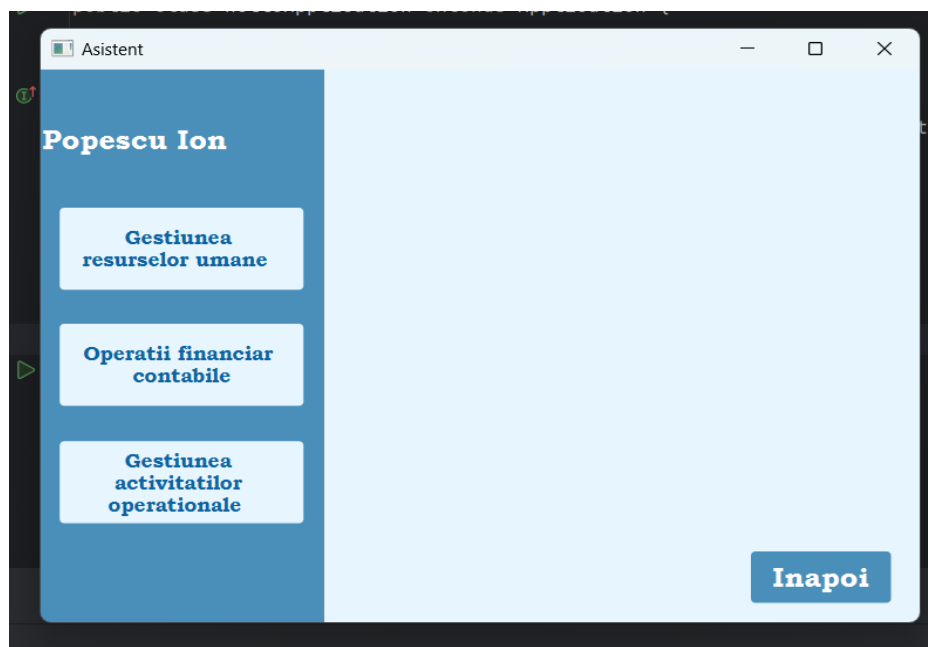 Asistent
Popescu Ion
Gestiunea
resurselor umane
Operatii financiar
contabile
Gestiunea
activitatilor
operationale
Inapoi